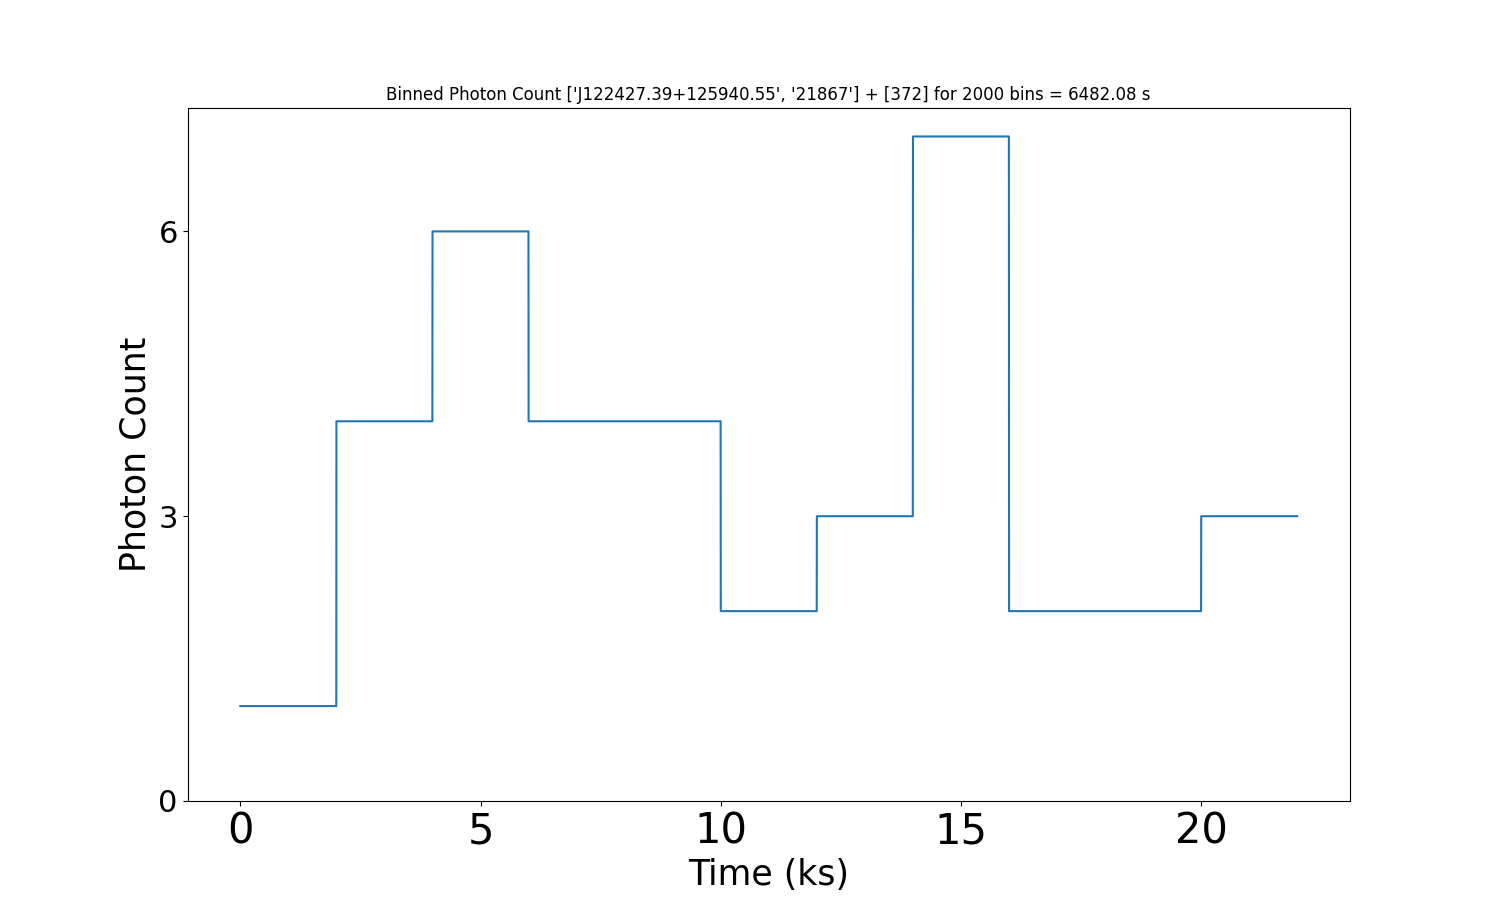 Binned Photon Count ['J122427.39+125940.55', '21867'] + [372] for 2000 bins = 6482.08 s
Photon Count
6
3
0
0 5 10 15 20
Time (ks)